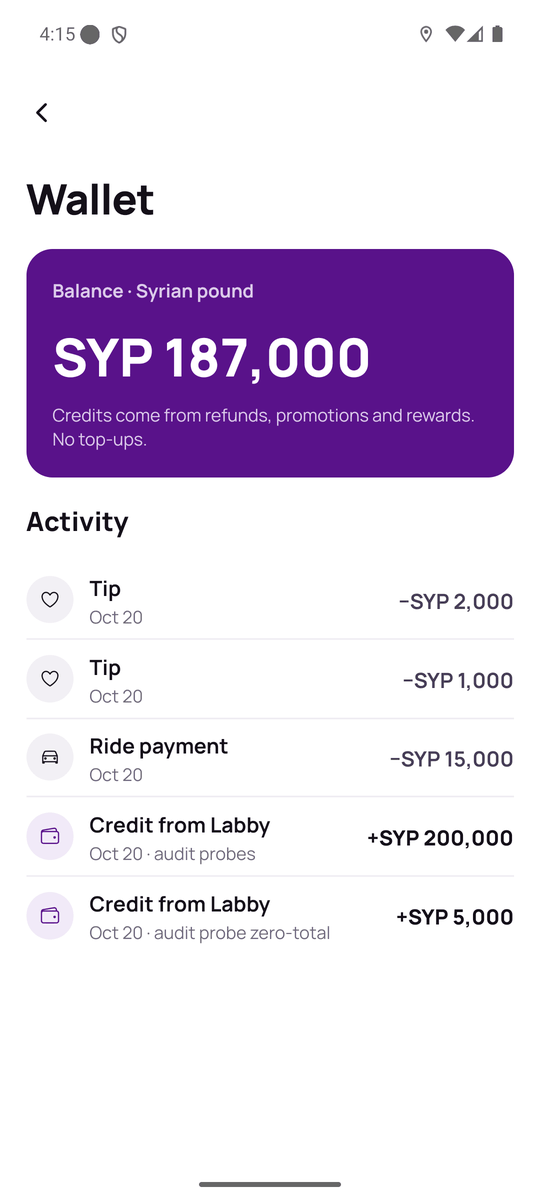 4:15
Wallet
Balance · Syrian pound
SYP 187,000
Credits come from refunds, promotions and rewards.
No top-ups.
Activity
Tip
Oct 20
−SYP 2,000
Tip
Oct 20
−SYP 1,000
Ride payment
Oct 20
−SYP 15,000
Credit from Labby
Oct 20 · audit probes
+SYP 200,000
Credit from Labby
Oct 20 · audit probe zero-total
+SYP 5,000